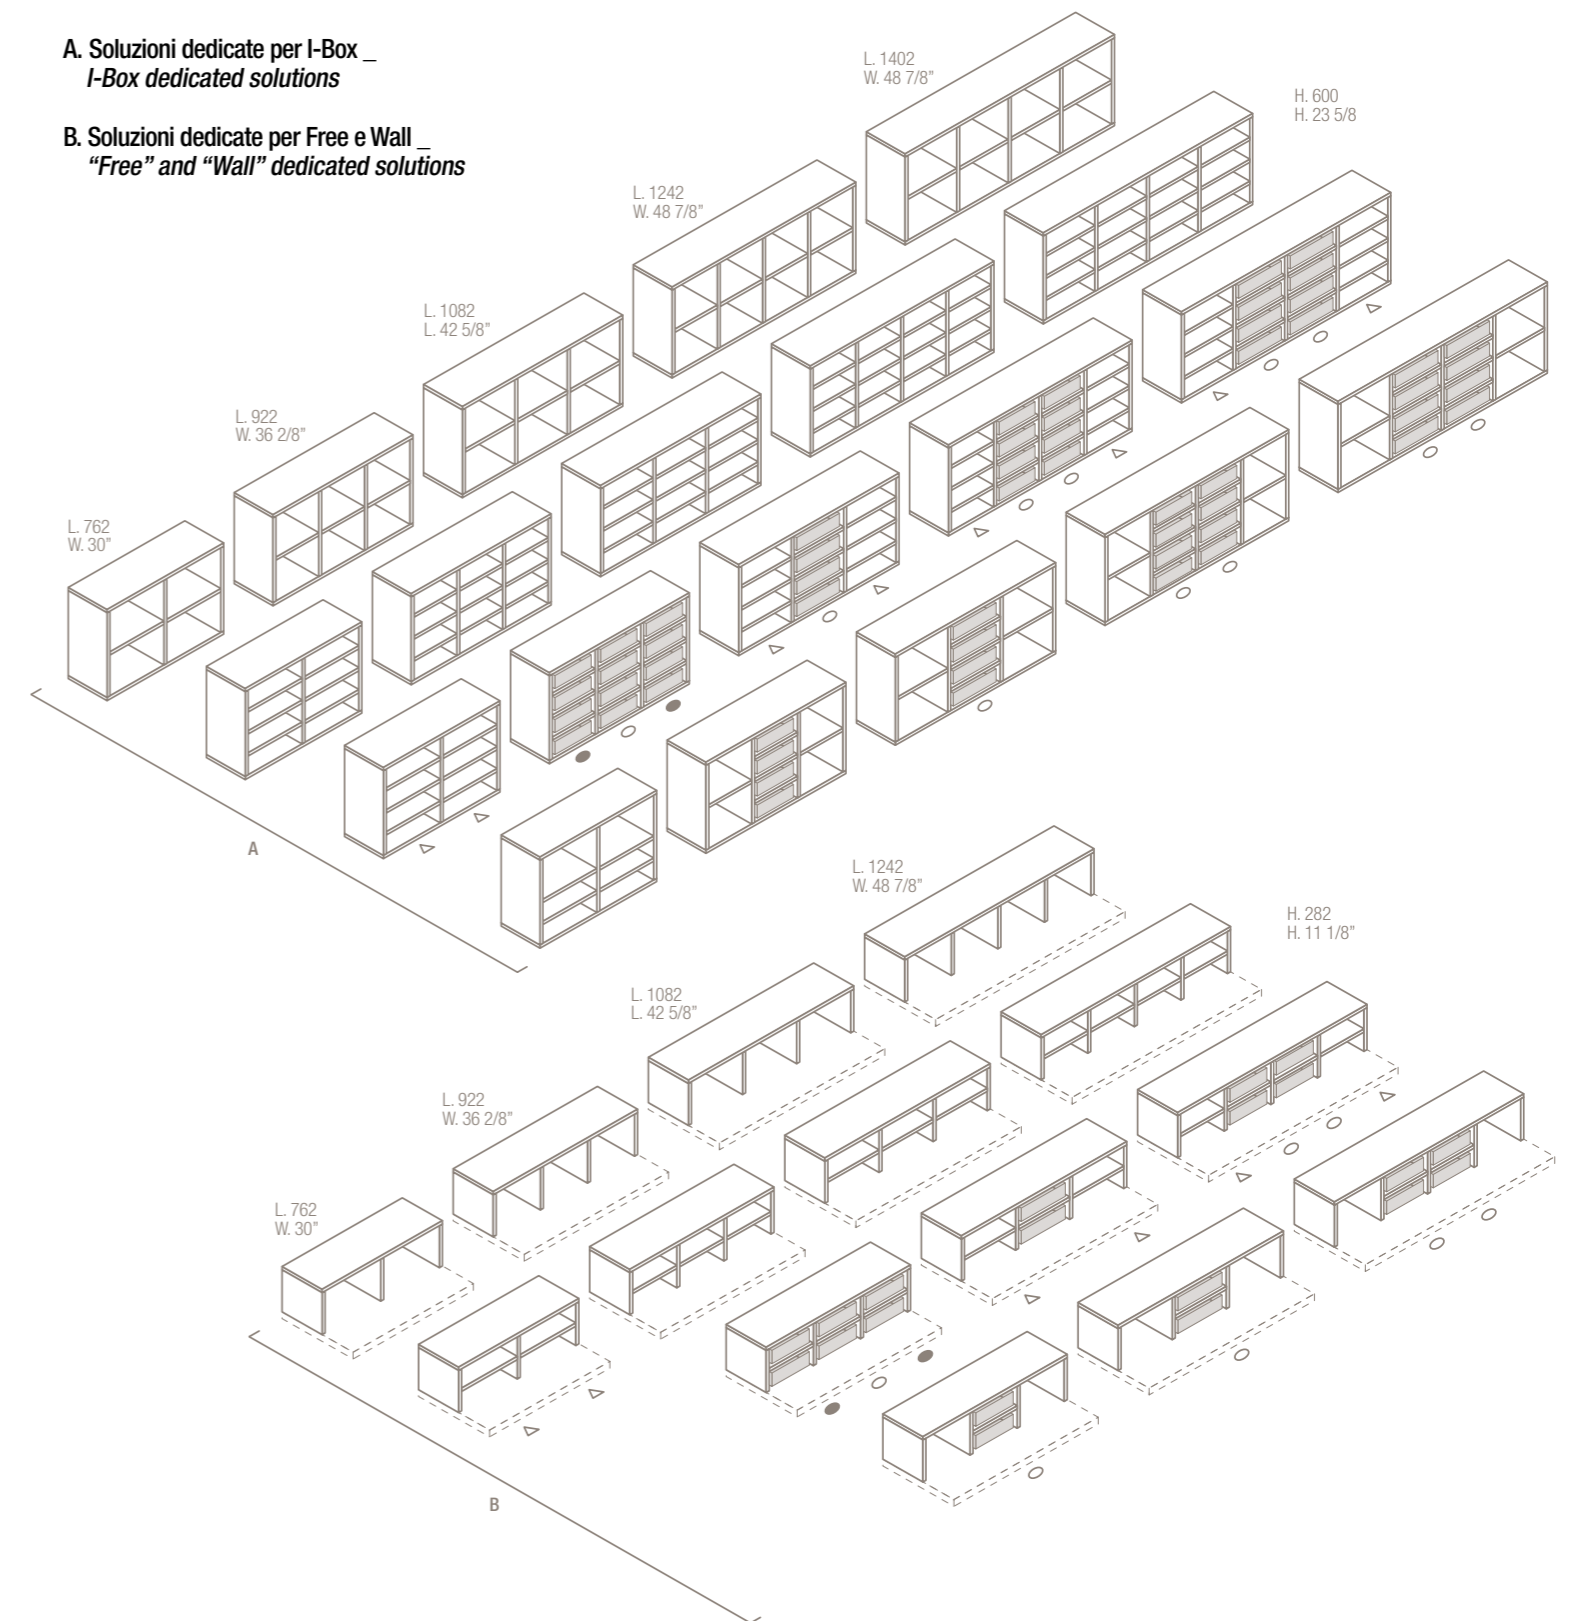 A. Soluzioni dedicate per I-Box _
I-Box dedicated solutions
B. Soluzioni dedicate per Free e Wall _
“Free” and “Wall” dedicated solutions
L. 1402
W. 48 7/8”
H. 600
H. 23 5/8
L. 1242
W. 48 7/8”
L. 1082
L. 42 5/8”
L. 922
W. 36 2/8”
L. 762
W. 30”
A
L. 1242
W. 48 7/8”
H. 282
H. 11 1/8”
L. 1082
L. 42 5/8”
L. 922
W. 36 2/8”
L. 762
W. 30”
B